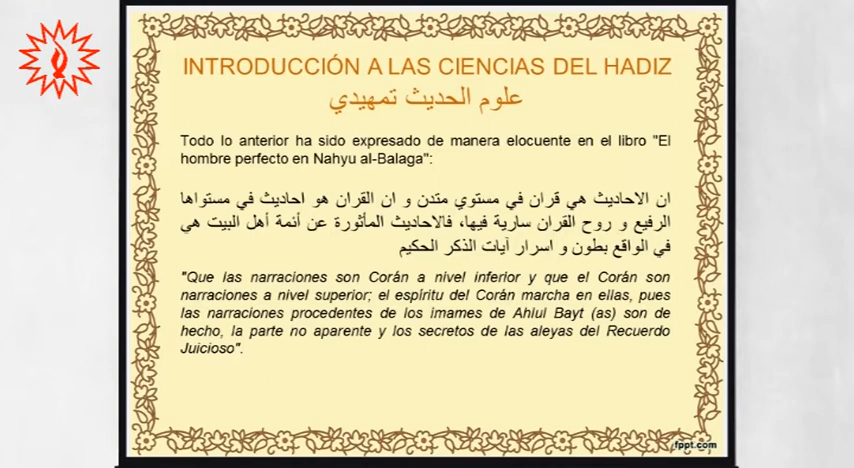 INTRODUCCIÓN A LAS CIENCIAS DEL HADIZ
علوم الحديث تمهيدي
Todo lo anterior ha sido expresado de manera elocuente en el libro "El
hombre perfecto en Nahyu al-Balaga":
ان الاحاديث هي قران في مستوي متدن و ان القران هو احاديث في مستواها
الرفيع و روح القران سارية فيها، فالاحاديث المأثورة عن أئمة أهل البيت هي
في الواقع بطون و اسرار آيات الذكر الحكيم
"Que las narraciones son Corán a nivel inferior y que el Corán son
narraciones a nivel superior; el espíritu del Corán marcha en ellas, pues
las narraciones procedentes de los imames de Ahlul Bayt (as) son de
hecho, la parte no aparente y los secretos de las aleyas del Recuerdo
Juicioso".
fppt.com